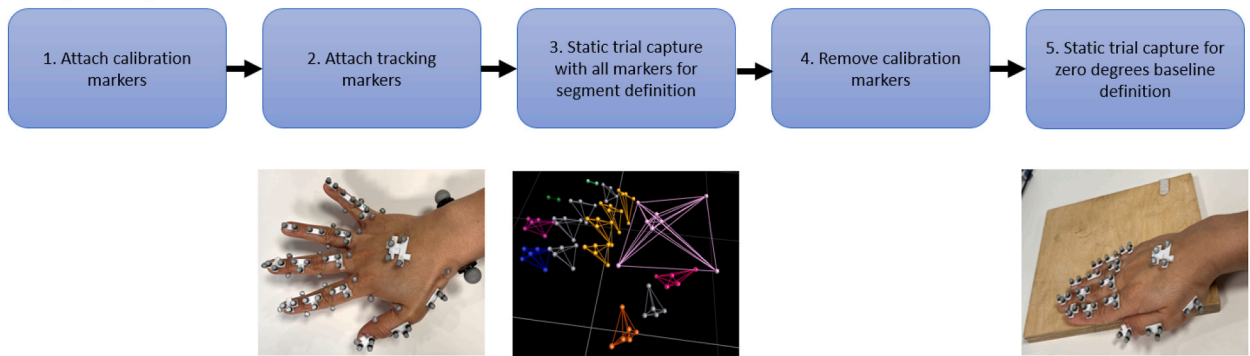 1. Attach calibration
markers
2. Attach tracking
markers
3. Static trial capture
with all markers for
segment definition
4. Remove calibration
markers
5. Static trial capture for
zero degrees baseline
definition